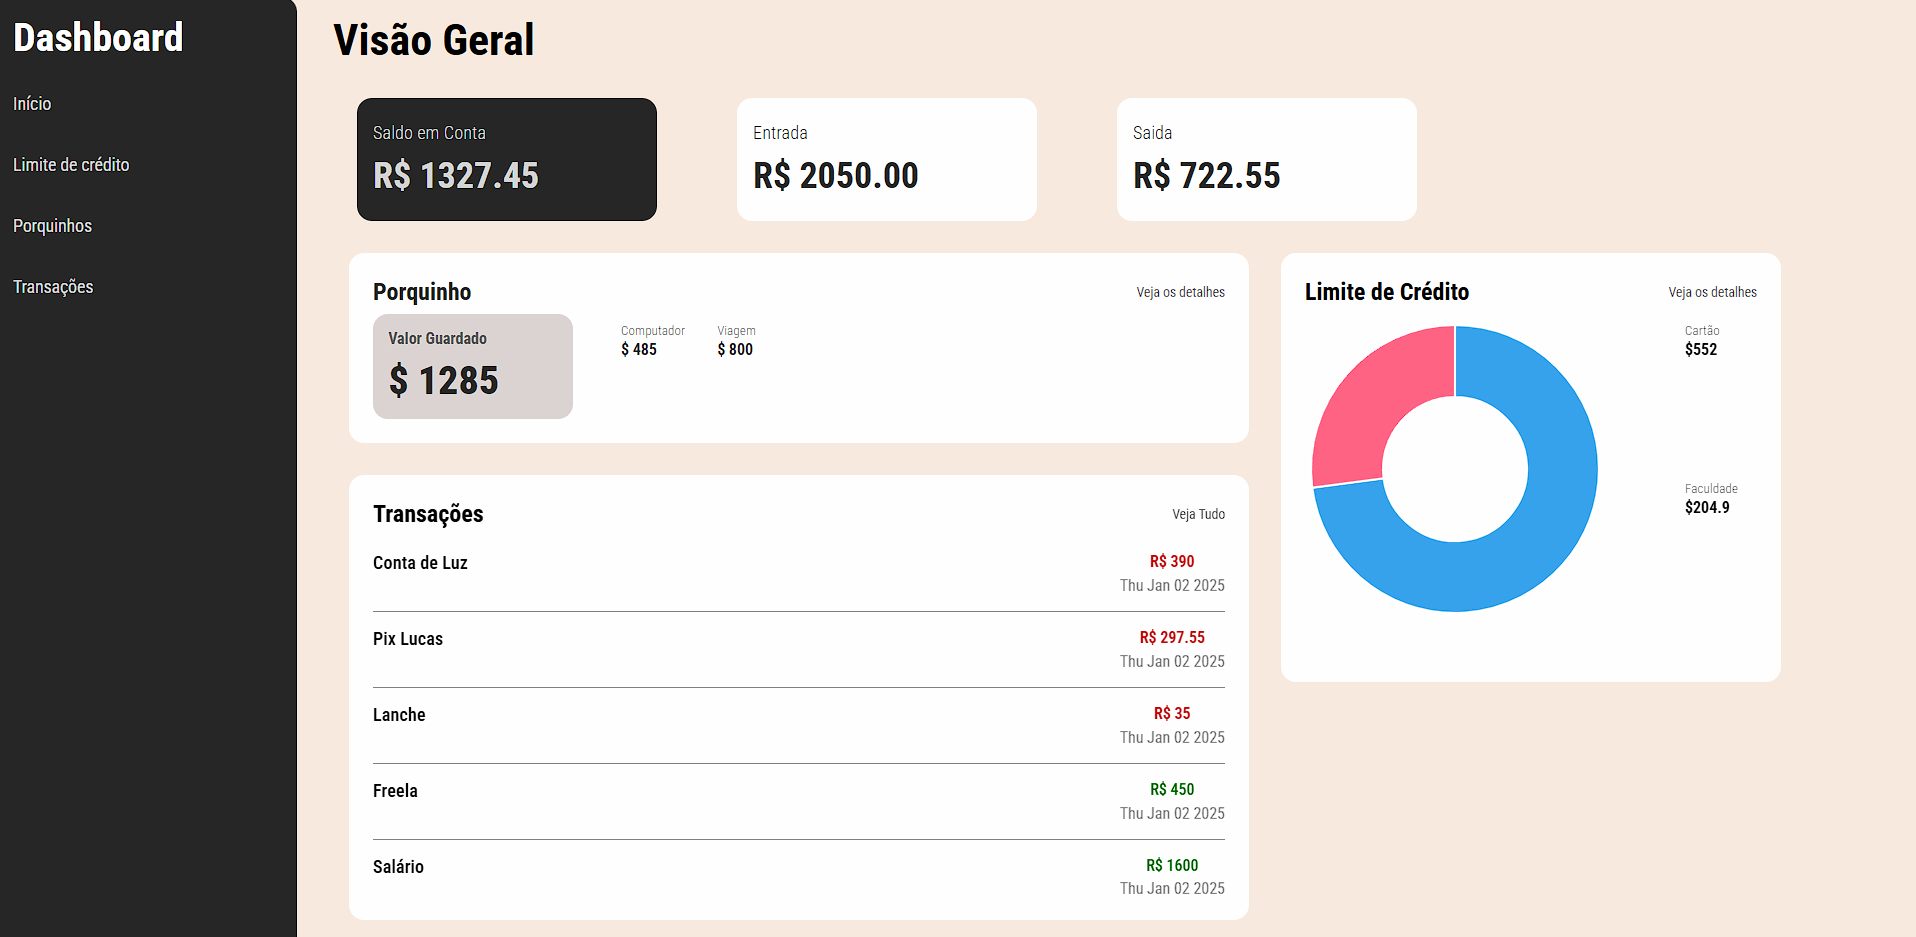 Dashboard
Início
Limite de crédito
Porquinhos
Transações
Visão Geral
Saldo em Conta
R$ 1327.45
Entrada
R$ 2050.00
Saida
R$ 722.55
Porquinho
Veja os detalhes
Valor Guardado
$ 1285
Computador
$ 485
Viagem
$ 800
Limite de Crédito
Veja os detalhes
Cartão
$552
Faculdade
$204.9
Transações
Veja Tudo
Conta de Luz
R$ 390
Thu Jan 02 2025
Pix Lucas
R$ 297.55
Thu Jan 02 2025
Lanche
R$ 35
Thu Jan 02 2025
Freela
R$ 450
Thu Jan 02 2025
Salário
R$ 1600
Thu Jan 02 2025